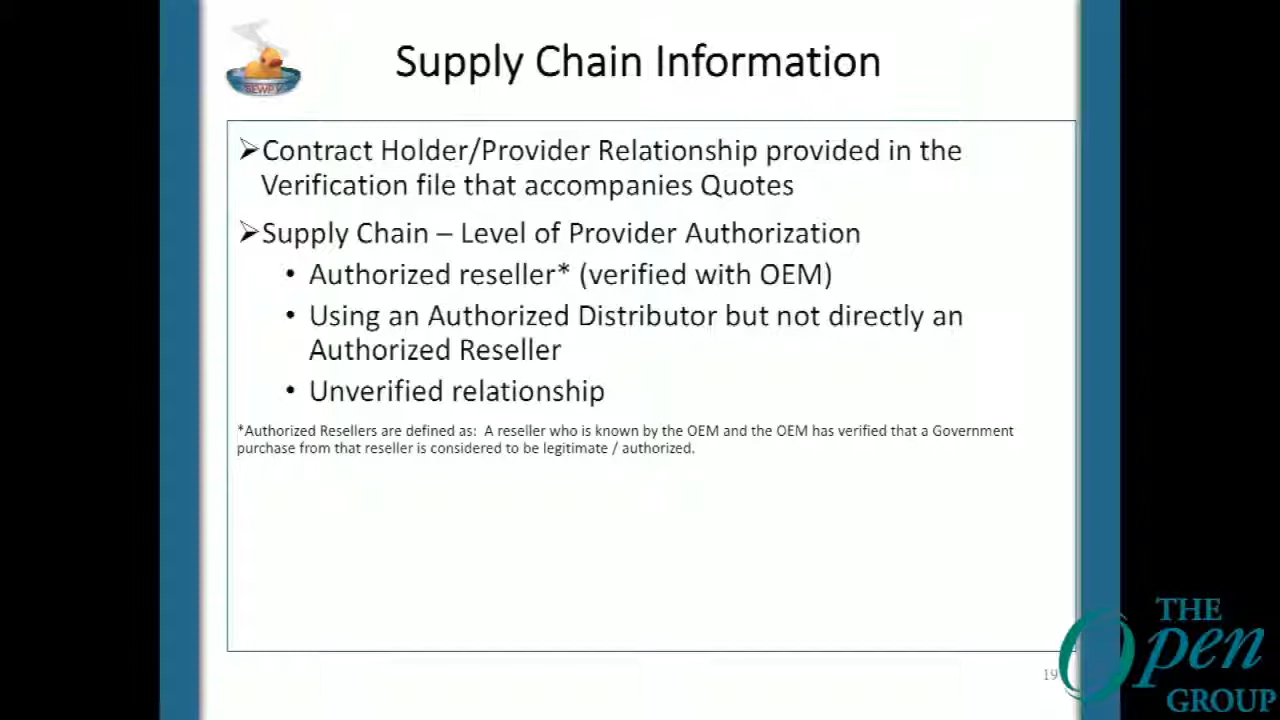 Supply Chain Information
➢Contract Holder/Provider Relationship provided in the
Verification file that accompanies Quotes
➢Supply Chain – Level of Provider Authorization
• Authorized reseller* (verified with OEM)
• Using an Authorized Distributor but not directly an
Authorized Reseller
• Unverified relationship
*Authorized Resellers are defined as: A reseller who is known by the OEM and the OEM has verified that a Government
purchase from that reseller is considered to be legitimate / authorized.
19
THE
Open
GROUP